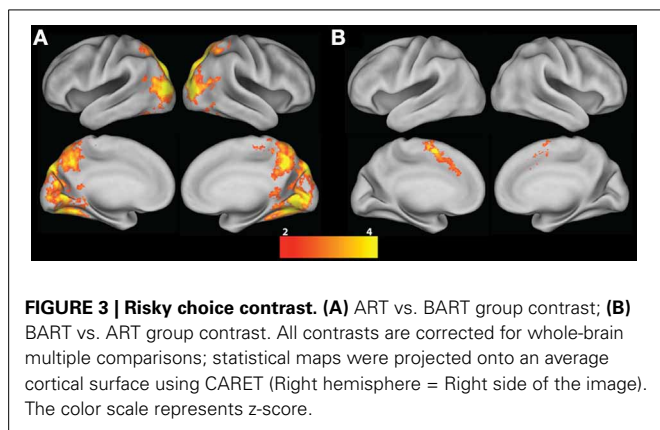 A B
2 4
FIGURE 3 | Risky choice contrast. (A) ART vs. BART group contrast; (B)
BART vs. ART group contrast. All contrasts are corrected for whole-brain
multiple comparisons; statistical maps were projected onto an average
cortical surface using CARET (Right hemisphere = Right side of the image).
The color scale represents z-score.